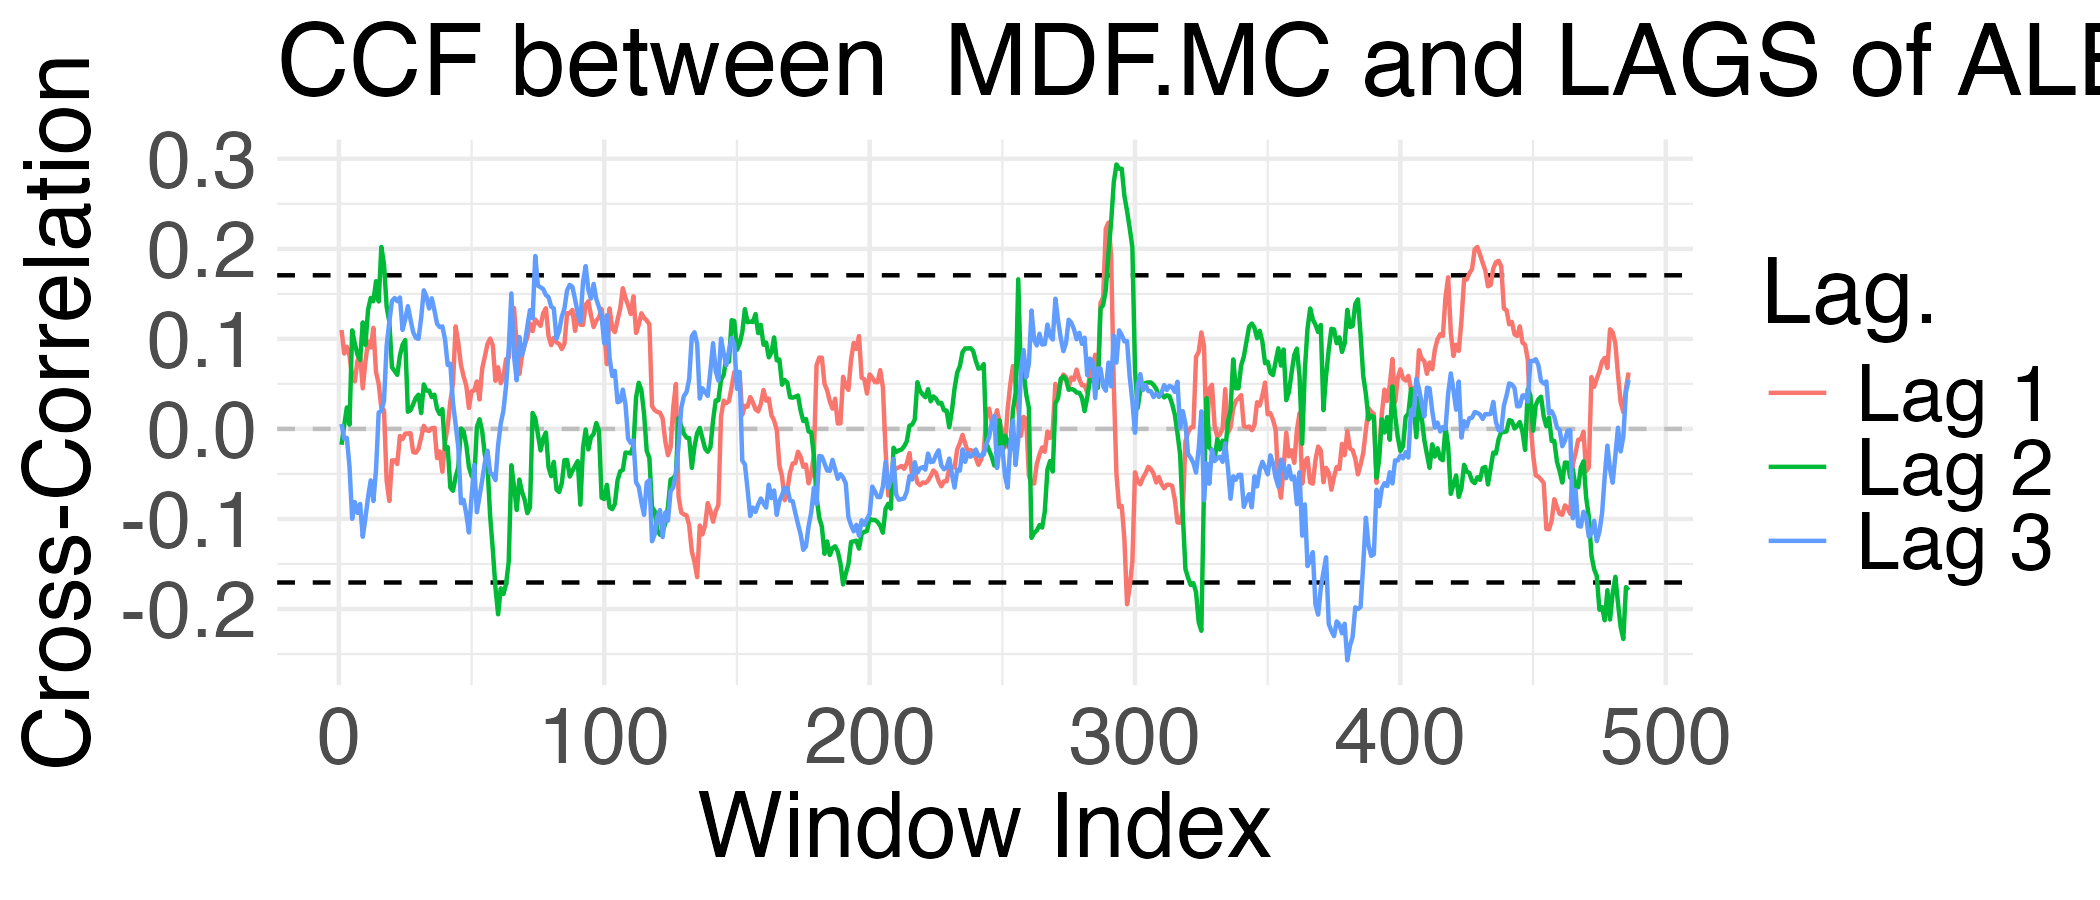 CCF between  MDF.MC and LAGS of
Cross-Correlation
0.3
0.2
0.1
0.0
-0.1
-0.2
0
100
200
300
400
500
Window Index
Lag.
Lag 1
Lag 2
Lag 3